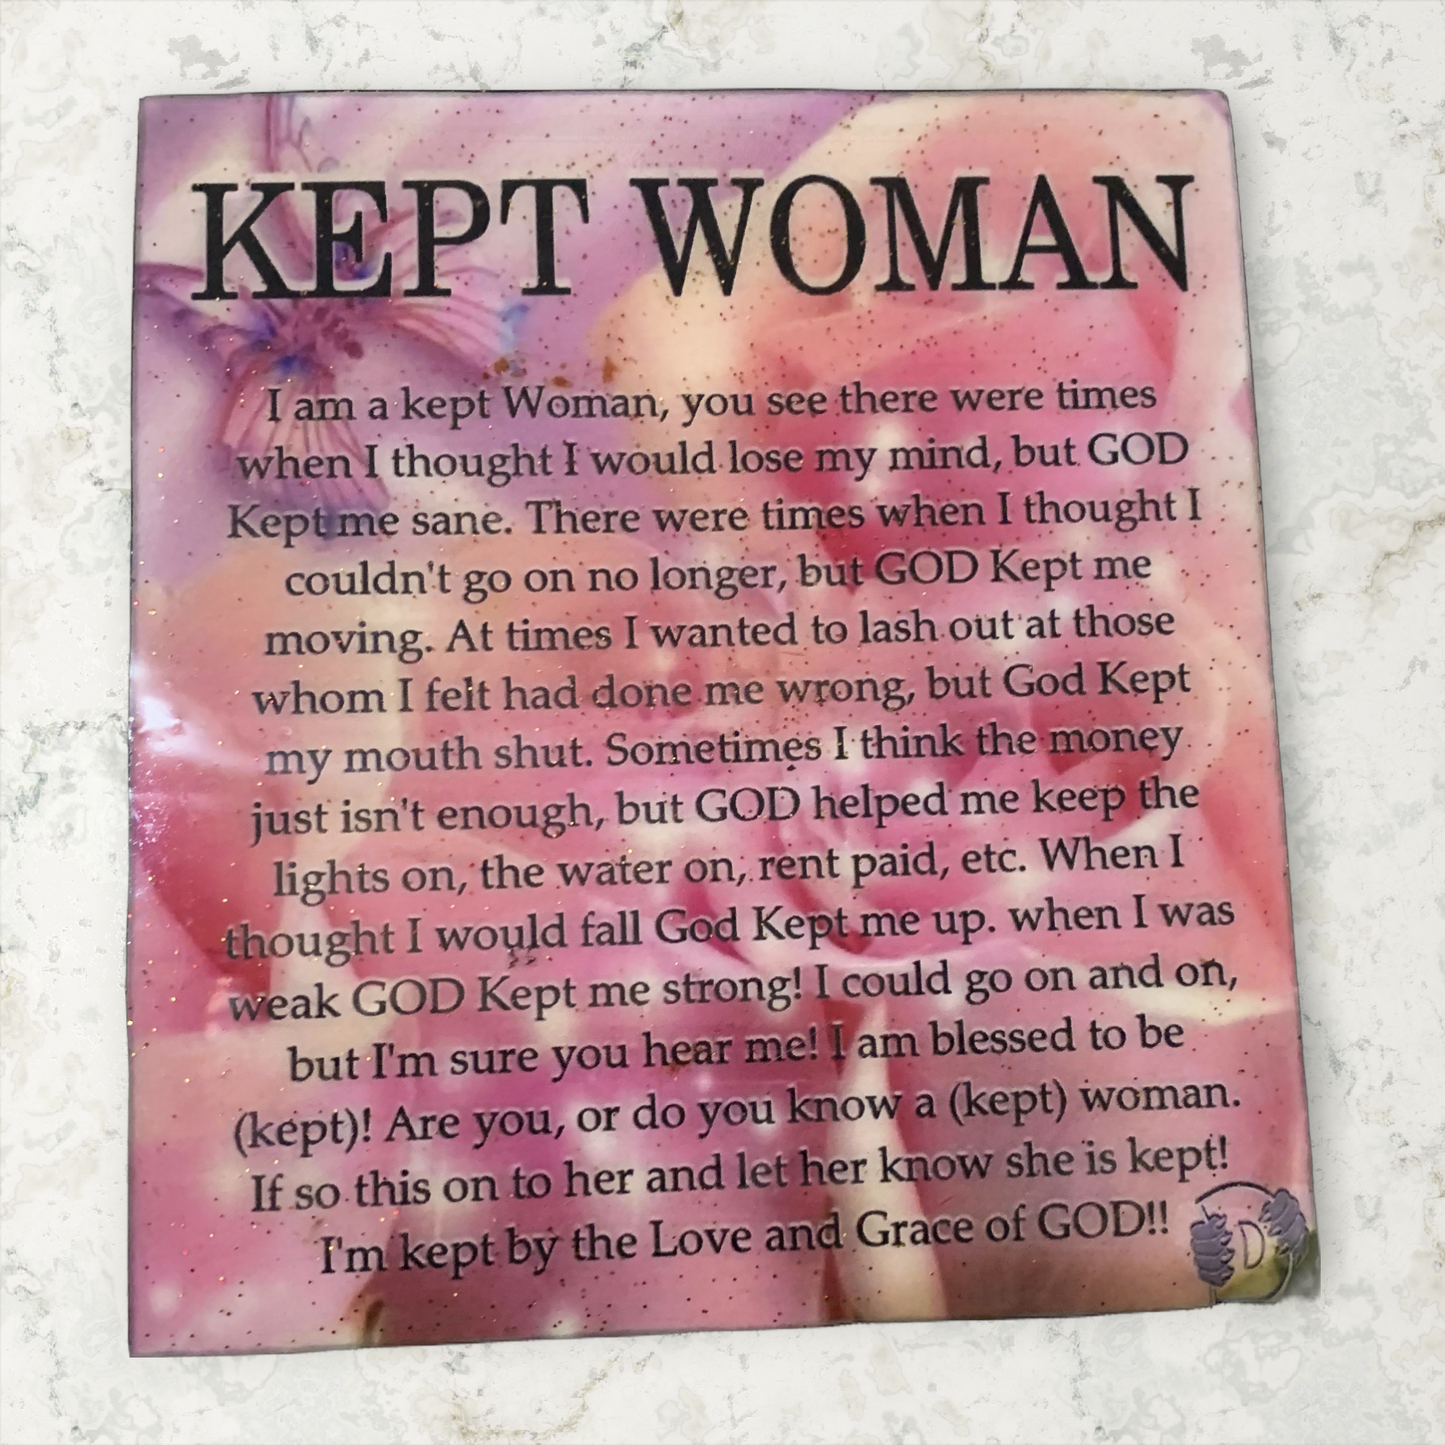 KEPT WOMAN
I am a kept Woman, you see there were times
when I thought I would lose my mind, but GOD
Kept me sane. There were times when I thought I
couldn't go on no longer, but GOD Kept me
moving. At times I wanted to lash out at those
whom I felt had done me wrong, but God Kept
my mouth shut. Sometimes I think the money
just isn't enough, but GOD helped me keep the
lights on, the water on, rent paid, etc. When I
thought I would fall God Kept me up. when I was
weak GOD Kept me strong! I could go on and on,
but I'm sure you hear me! I am blessed to be
(kept)! Are you, or do you know a (kept) woman.
If so this on to her and let her know she is kept!
I'm kept by the Love and Grace of GOD!!
D